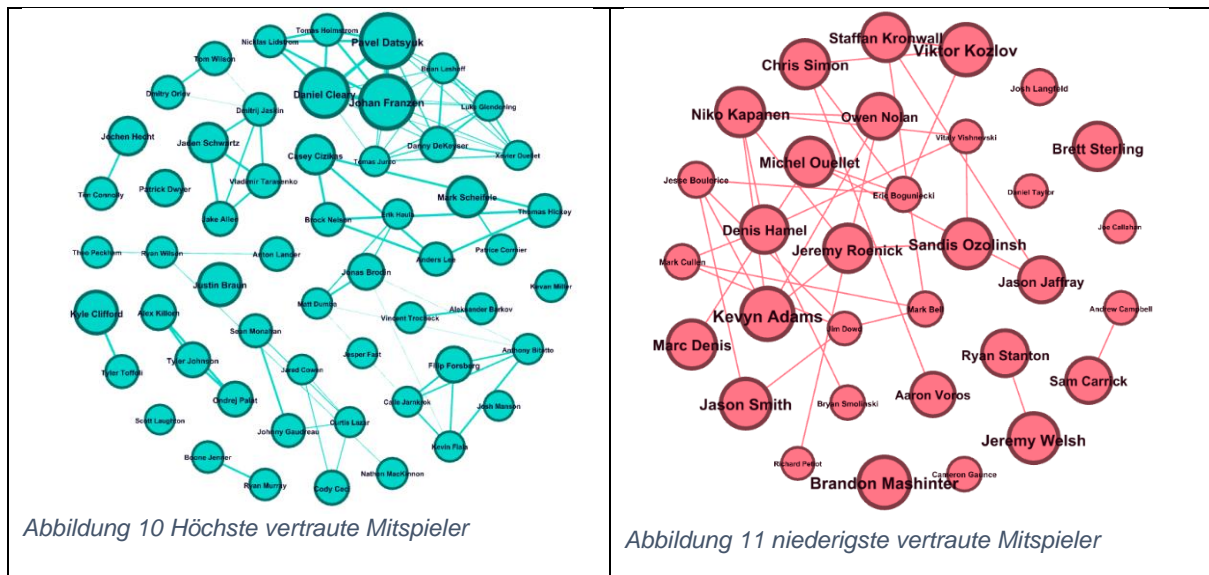 Tomas Holmstrom
Nicklas Lidstrom
Pavel Datsyuk
Tom Wilson
Brian Lashoff
Dmitry Orlov
Daniel Cleary
Johan Franzen
Luke Glendening
Dmitrij Jaskin
Jochen Hecht
Jaden Schwartz
Danny DeKeyser
Casey Cizikas
Tomas Jurco
Xavier Ouellet
Vladimir Tarasenko
Tim Connolly
Patrick Dwyer
Mark Scheifele
Jake Allen
Brock Nelson
Erik Haula
Thomas Hickey
Theo Peckham
Ryan Wilson
Anton Lander
Anders Lee
Patrice Cormier
Justin Braun
Jonas Brodin
Kevan Miller
Matt Dumba
Aleksander Barkov
Kyle Clifford
Alex Killorn
Vincent Trocheck
Sean Monahan
Anthony Bitetto
Tyler Johnson
Jesper Fast
Filip Forsberg
Tyler Toffoli
Jared Cowen
Ondrej Palat
Calle Jarnkrok
Scott Laughton
Johnny Gaudreau
Curtis Lazar
Kevin Fiala
Boone Jenner
Nathan MacKinnon
Ryan Murray
Cody Ceci
Abbildung 10 Höchste vertraute Mitspieler
Staffan Kronwall
Viktor Kozlov
Chris Simon
Josh Langfeld
Niko Kapanen
Owen Nolan
Vitaly Vishnevski
Brett Sterling
Michel Ouellet
Jesse Boulerice
Eric Boguniecki
Daniel Taylor
Denis Hamel
Joe Callahan
Jeremy Roenick
Sandis Ozolinsh
Mark Cullen
Jason Jaffray
Kevyn Adams
Mark Bell
Andrew Campbell
Jim Dowd
Marc Denis
Ryan Stanton
Sam Carrick
Jason Smith
Bryan Smolinski
Aaron Voros
Jeremy Welsh
Brandon Mashinter
Cameron Gaunce
Abbildung 11 niederigste vertraute Mitspieler